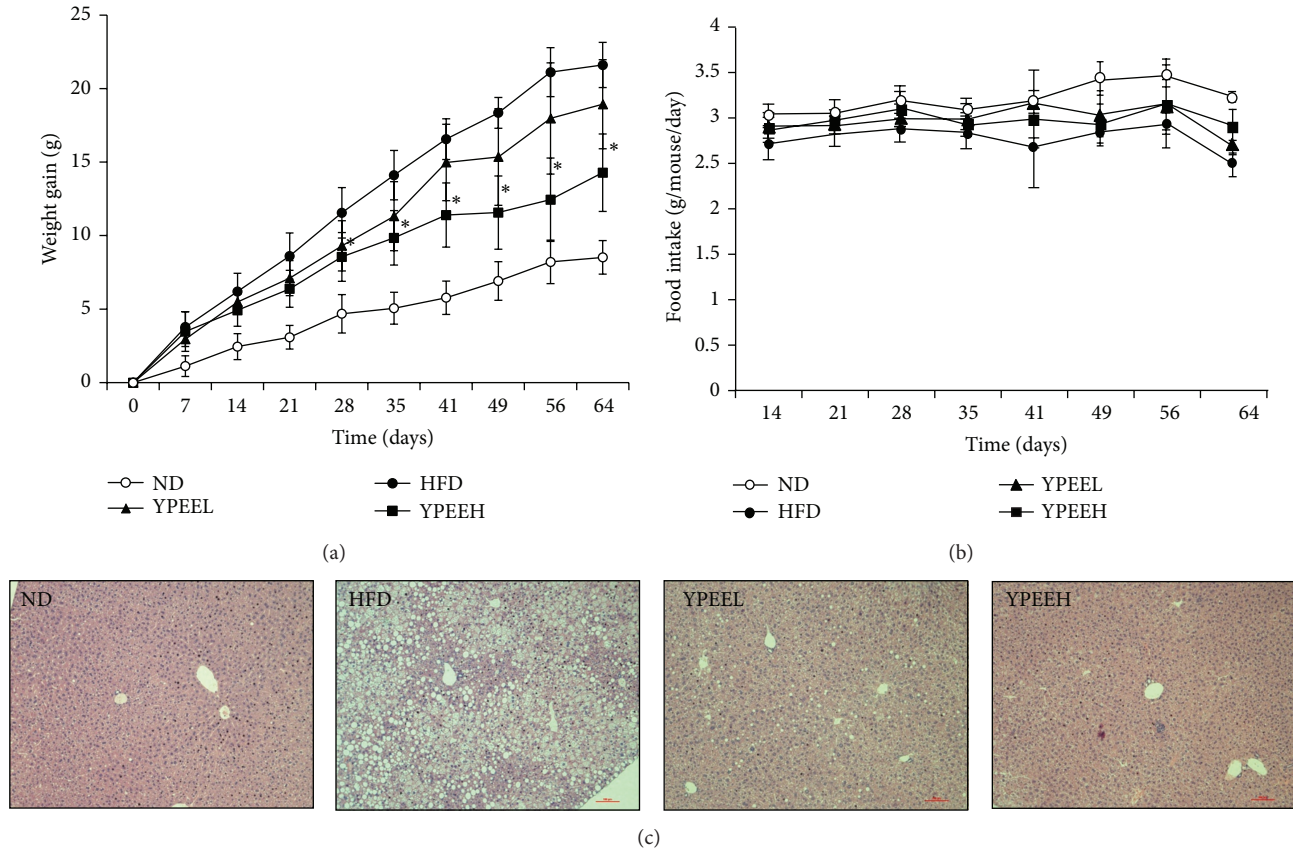 25
20
15
10
5
0
Weight gain (g)
*
*
*
*
*
*
0 7 14 21 28 35 41 49 56 64
Time (days)
ND
HFD
YPEEL
YPEEH
(a)
4
3.5
3
2.5
2
1.5
1
0.5
0
Food intake (g/mouse/day)
14 21 28 35 41 49 56 64
Time (days)
ND
YPEEL
HFD
YPEEH
(b)
ND
HFD
YPEEL
YPEEH
(c)